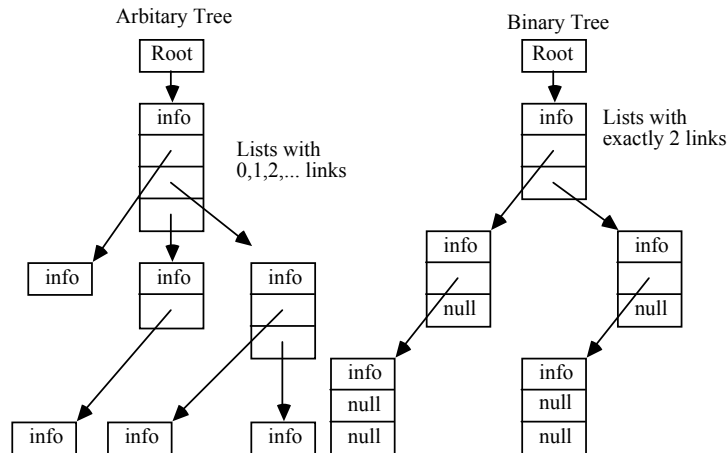 Arbitary Tree
Binary Tree
Root
Root
info
info
Lists with
0,1,2,... links
Lists with
exactly 2 links
info
info
info
info
null
info
null
info
null
null
info
null
null
info
info
info